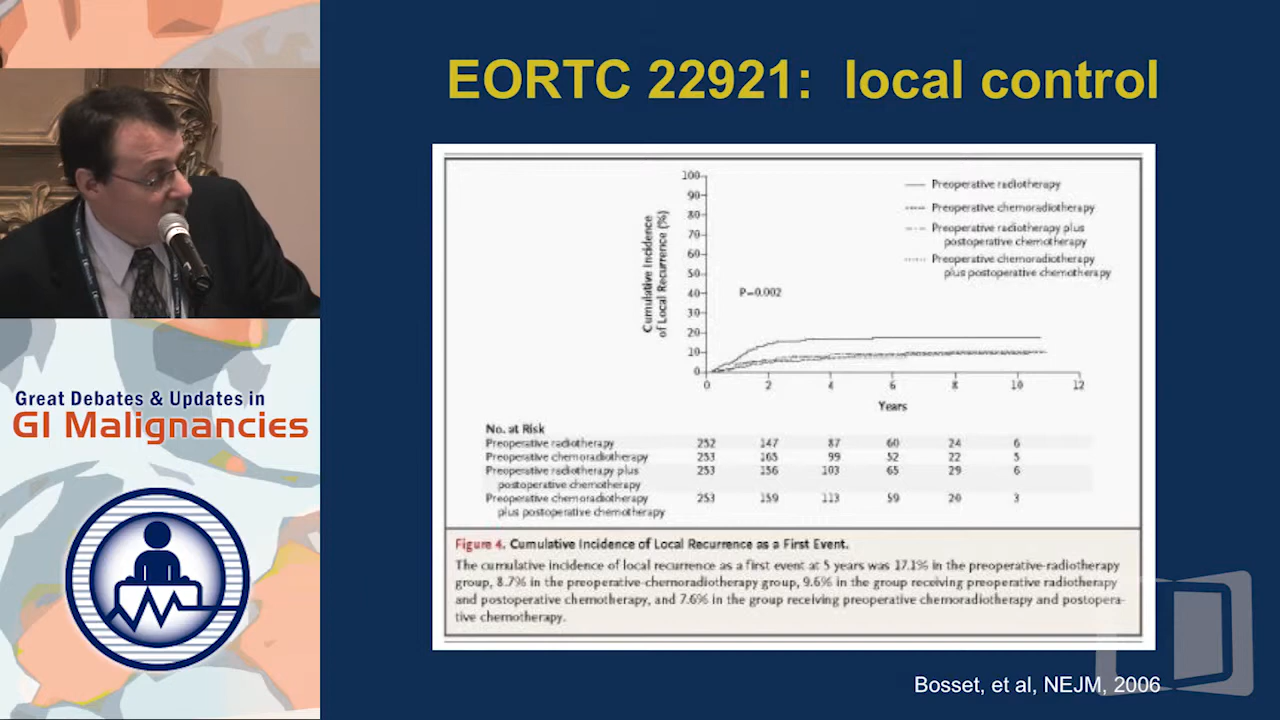 EORTC 22921: local control
100
90
80
70
60
50
40
30
20
10
0
Cumulative Incidence
of Local Recurrence (%)
P=0.002
Preoperative radiotherapy
Preoperative chemoradiotherapy
Preoperative radiotherapy plus
postoperative chemotherapy
Preoperative chemoradiotherapy
plus postoperative chemotherapy
0 2 4 6 8 10 12
Years
No. at Risk
Preoperative radiotherapy 252 147 87 60 24 6
Preoperative chemoradiotherapy 253 165 99 52 22 5
Preoperative radiotherapy plus 253 156 103 65 29 6
postoperative chemotherapy
Preoperative chemoradiotherapy 253 159 113 59 20 3
plus postoperative chemotherapy
Figure 4. Cumulative Incidence of Local Recurrence as a First Event.
The cumulative incidence of local recurrence as a first event at 5 years was 17.1% in the preoperative-radiotherapy
group, 8.7% in the preoperative-chemoradiotherapy group, 9.6% in the group receiving preoperative radiotherapy
and postoperative chemotherapy, and 7.6% in the group receiving preoperative chemoradiotherapy and postopera-
tive chemotherapy.
Bosset, et al, NEJM, 2006
Great Debates & Updates in
GI Malignancies